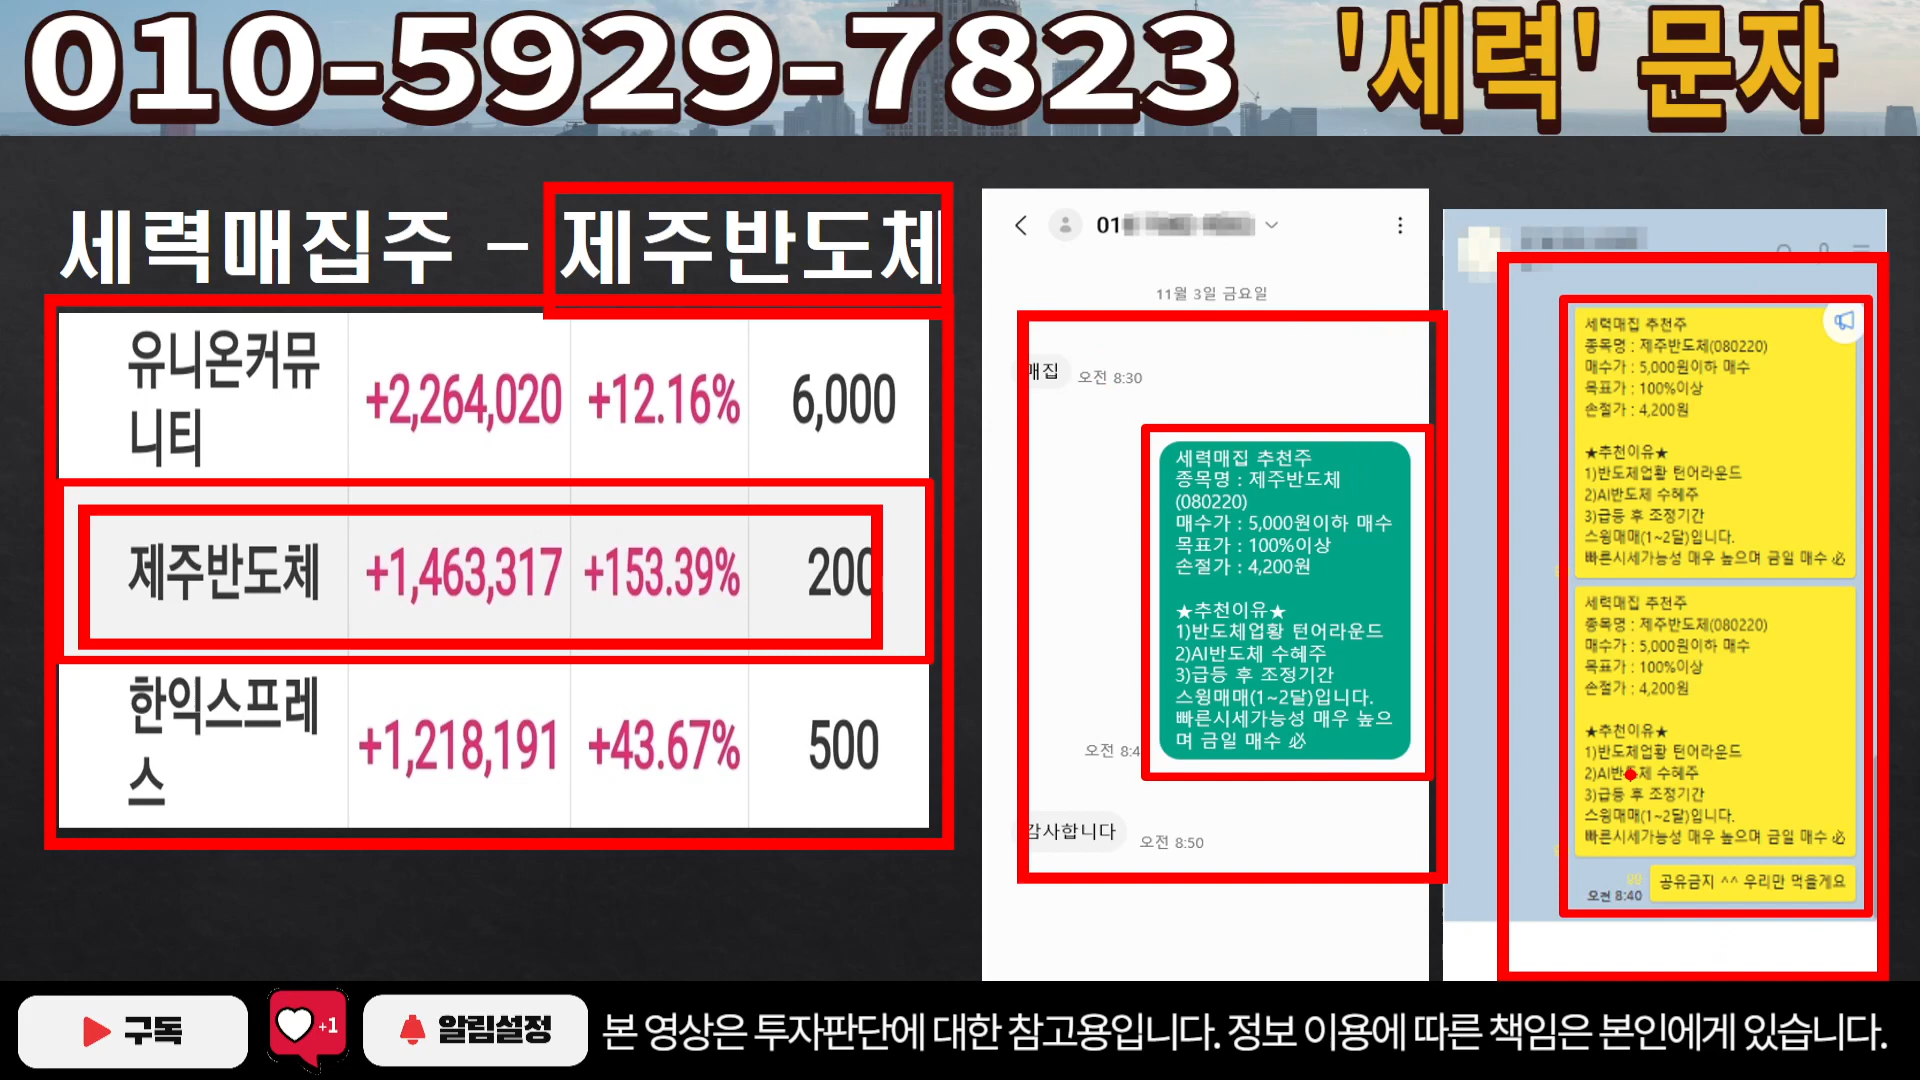 010-5929-7823 '세력' 문자
세력매집주 - 제주반도체
유니온커뮤
니티
+2,264,020 +12.16% 6,000
제주반도체 +1,463,317 +153.39% 200
한익스프레
스
+1,218,191 +43.67% 500
01
11월 3일 금요일
매집 오전 8:30
세력매집 추천주
종목명 : 제주반도체
(080220)
매수가 : 5,000원이하 매수
목표가 : 100%이상
손절가 : 4,200원
★추천이유★
1)반도체업황 턴어라운드
2)AI반도체 수혜주
3)급등 후 조정기간
스윙매매(1~2달)입니다.
빠른시세가능성 매우 높으
며 금일 매수 必
오전 8:4
감사합니다 오전 8:50
세력매집 추천주
종목명 : 제주반도체(080220)
매수가 : 5,000원이하 매수
목표가 : 100%이상
손절가 : 4,200원
★추천이유★
1)반도체업황 턴어라운드
2)AI반도체 수혜주
3)급등 후 조정기간
스윙매매(1~2달)입니다.
빠른시세가능성 매우 높으며 금일 매수 必
세력매집 추천주
종목명 : 제주반도체(080220)
매수가 : 5,000원이하 매수
목표가 : 100%이상
손절가 : 4,200원
★추천이유★
1)반도체업황 턴어라운드
2)AI반도체 수혜주
3)급등 후 조정기간
스윙매매(1~2달)입니다.
빠른시세가능성 매우 높으며 금일 매수 必
오전 8:40 공유금지 ^^ 우리만 먹을게요
구독 +1 알림설정 본 영상은 투자판단에 대한 참고용입니다. 정보 이용에 따른 책임은 본인에게 있습니다.